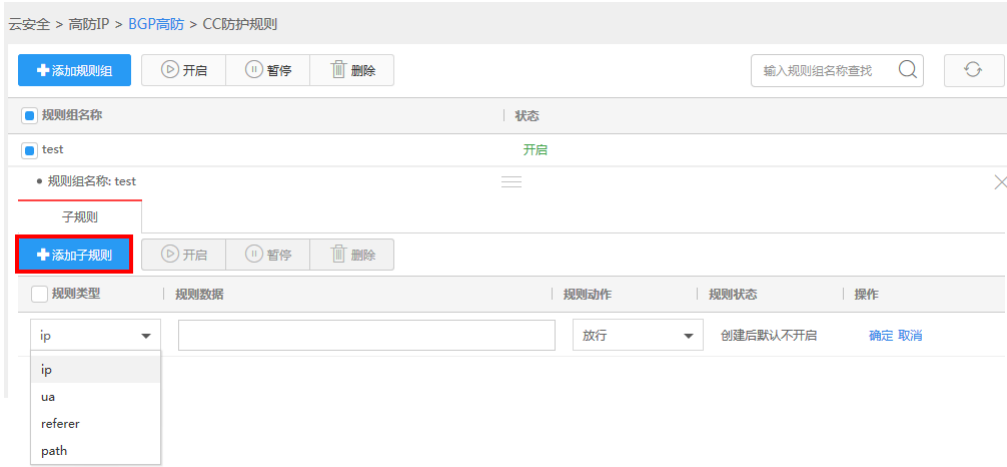 云安全 > 高防IP > BGP高防 > CC防护规则
添加规则组 开启 暂停 删除 输入规则组名称查找
规则组名称 状态
test 开启
规则组名称: test
子规则
添加子规则 开启 暂停 删除
规则类型 规则数据 规则动作 规则状态 操作
ip 放行 创建后默认不开启 确定 取消
ip
ua
referer
path